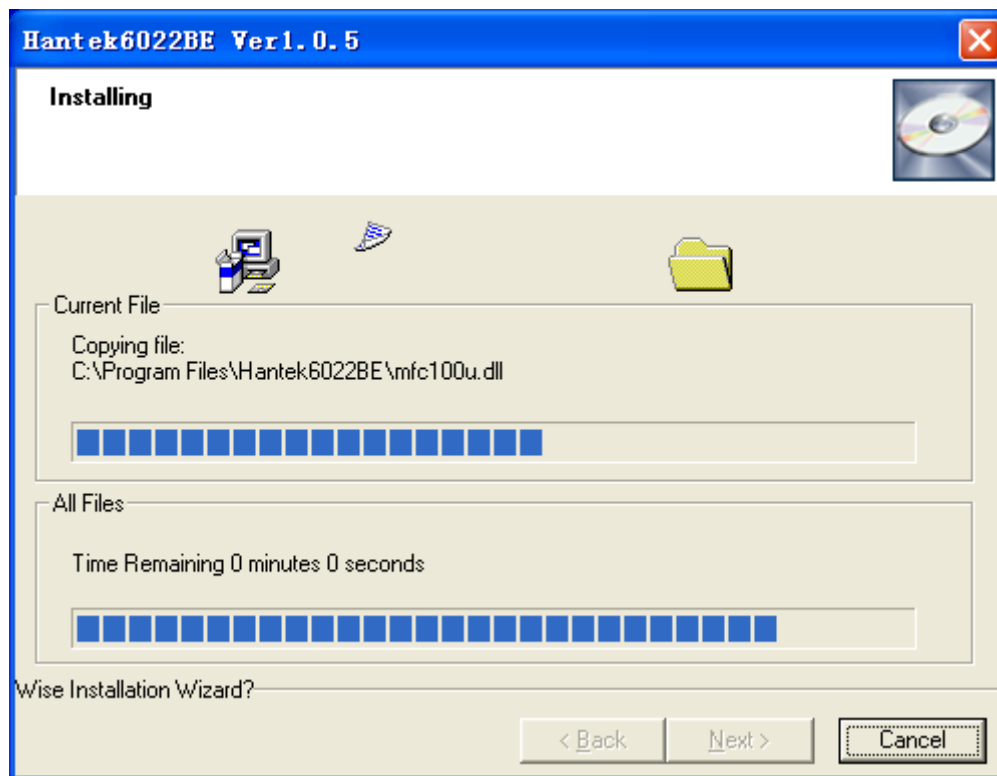 Hantek6022BE Ver1.0.5
Installing
Current File
Copying file:
C:\Program Files\Hantek6022BE\mfc100u.dll
All Files
Time Remaining 0 minutes 0 seconds
Wise Installation Wizard?
< Back
Next >
Cancel